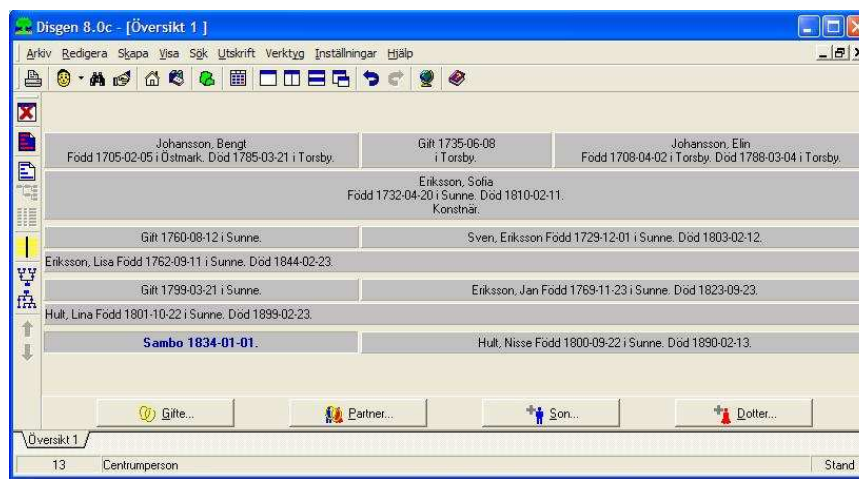 Disgen 8.0c - [Översikt 1 ]
Arkiv Redigera Skapa Visa Sök Utskrift Verktyg Inställningar Hjälp
Johansson, Bengt
Född 1705-02-05 i Östmark. Död 1785-03-21 i Torsby.
Gift 1735-06-08
i Torsby.
Johansson, Elin
Född 1708-04-02 i Torsby. Död 1788-03-04 i Torsby.
Eriksson, Sofia
Född 1732-04-20 i Sunne. Död 1810-02-11.
Konstnär.
Gift 1760-08-12 i Sunne.
Sven, Eriksson Född 1729-12-01 i Sunne. Död 1803-02-12.
Eriksson, Lisa Född 1762-09-11 i Sunne. Död 1844-02-23.
Gift 1799-03-21 i Sunne.
Eriksson, Jan Född 1769-11-23 i Sunne. Död 1823-09-23.
Hult, Lina Född 1801-10-22 i Sunne. Död 1899-02-23.
Sambo 1834-01-01.
Hult, Nisse Född 1800-09-22 i Sunne. Död 1890-02-13.
Gifte...
Partner...
Son...
Dotter...
Översikt 1
13 Centrumperson Stand